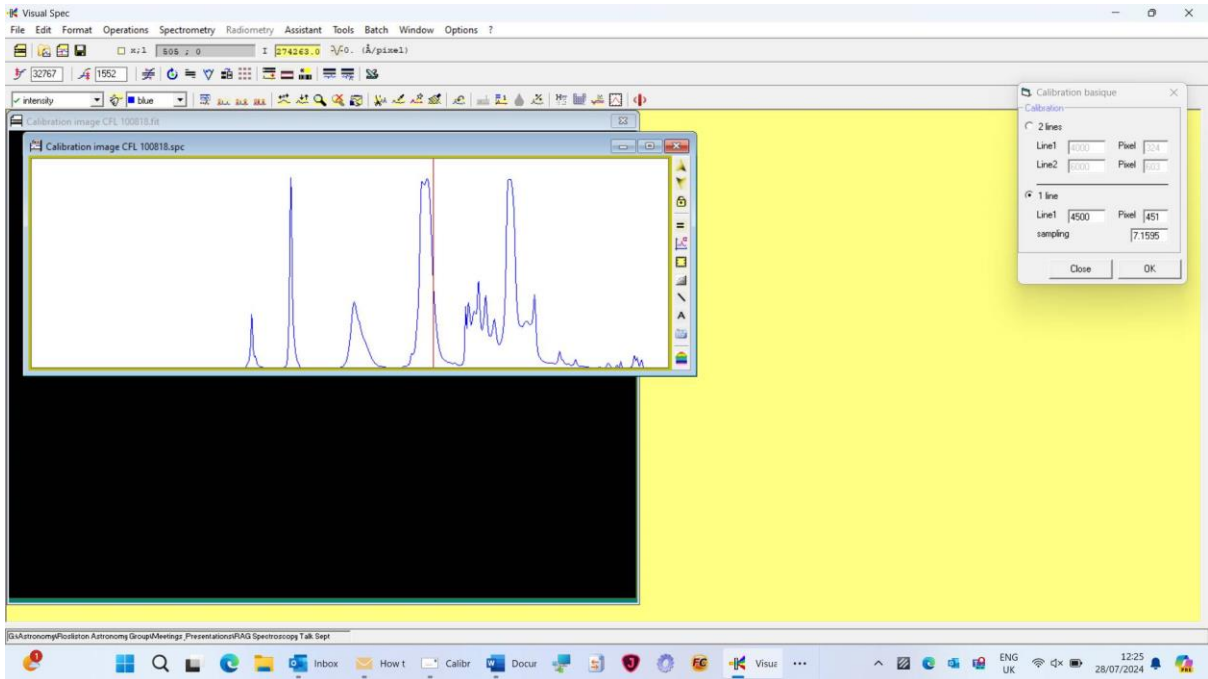 Visual Spec
File Edit Format Operations Spectrometry Radiometry Assistant Tools Batch Window Options ?
x;1 505 ; 0 I 274263.0 0. (Å/pixel)
32767 1552
intensity blue
Calibration image CFL 100818.fit
Calibration image CFL 100818.spc
A
Calibration basique
Calibration
2 lines
Line1 4000 Pixel 324
Line2 6000 Pixel 603
1 line
Line1 4500 Pixel 451
sampling 7.1595
Close OK
G:\Astronomy\Rosliston Astronomy Group\Meetings_Presentations\RAG Spectroscopy Talk Sept
Inbox How t Calibr Docur FC Visua ...
ENG
UK
12:25
28/07/2024